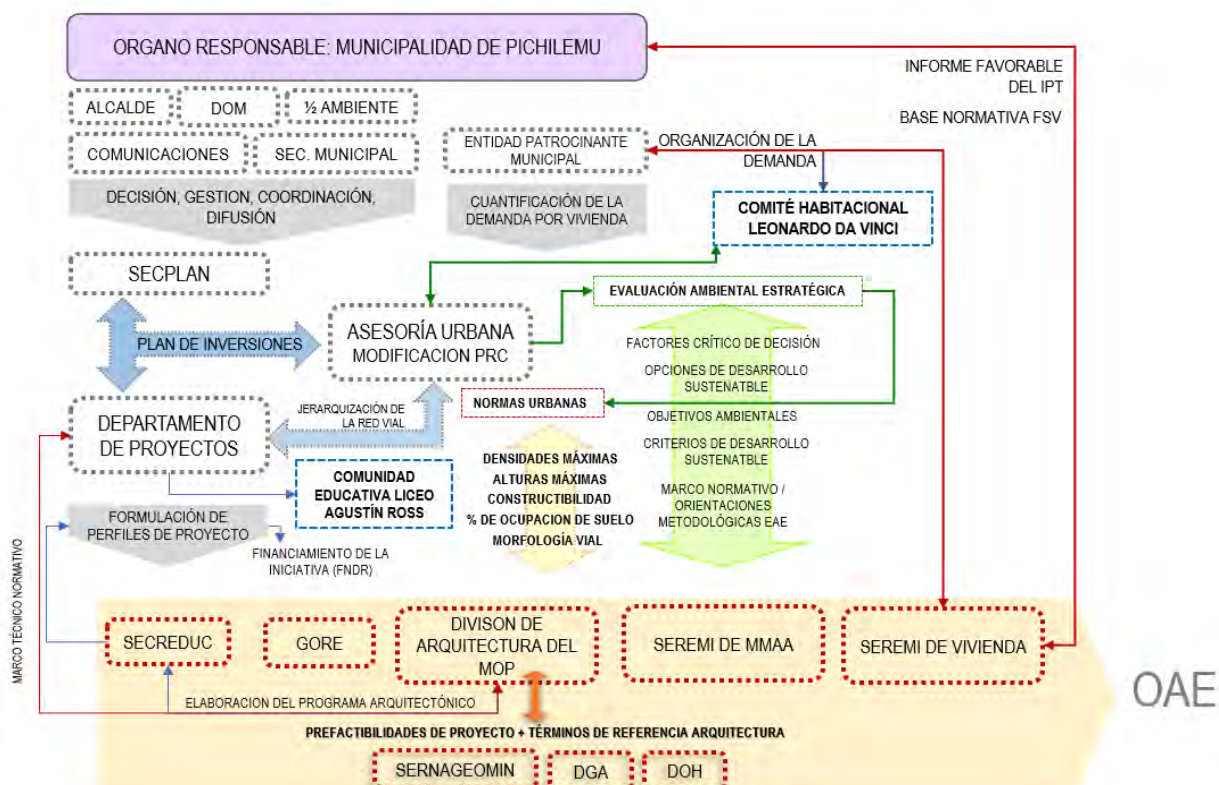 ORGANO RESPONSABLE: MUNICIPALIDAD DE PICHILEMU
INFORME FAVORABLE
DEL IPT
BASE NORMATIVA FSV
ALCALDE
DOM
½ AMBIENTE
COMUNICACIONES
SEC. MUNICIPAL
ENTIDAD PATROCINANTE
MUNICIPAL
ORGANIZACIÓN DE LA
DEMANDA
DECISIÓN, GESTION, COORDINACIÓN,
DIFUSIÓN
CUANTIFICACIÓN DE LA
DEMANDA POR VIVIENDA
COMITÉ HABITACIONAL
LEONARDO DA VINCI
SECPLAN
EVALUACIÓN AMBIENTAL ESTRATÉGICA
PLAN DE INVERSIONES
ASESORÍA URBANA
MODIFICACION PRC
FACTORES CRÍTICO DE DECISIÓN
OPCIONES DE DESARROLLO
SUSTENATBLE
NORMAS URBANAS
OBJETIVOS AMBIENTALES
CRITERIOS DE DESARROLLO
SUSTENATBLE
MARCO NORMATIVO /
ORIENTACIONES
METODOLÓGICAS EAE
JERARQUIZACIÓN DE
LA RED VIAL
DEPARTAMENTO
DE PROYECTOS
DENSIDADES MÁXIMAS
ALTURAS MÁXIMAS
CONSTRUCTIBILIDAD
% DE OCUPACION DE SUELO
MORFOLOGÍA VIAL
COMUNIDAD
EDUCATIVA LICEO
AGUSTÍN ROSS
FORMULACIÓN DE
PERFILES DE PROYECTO
FINANCIAMIENTO DE LA
INICIATIVA (FNDR)
MARCO TÉCNICO NORMATIVO
SECREDUC
GORE
DIVISON DE
ARQUITECTURA DEL
MOP
SEREMI DE MMAA
SEREMI DE VIVIENDA
OAE
ELABORACION DEL PROGRAMA ARQUITECTÓNICO
PREFACTIBILIDADES DE PROYECTO + TÉRMINOS DE REFERENCIA ARQUITECTURA
SERNAGEOMIN
DGA
DOH